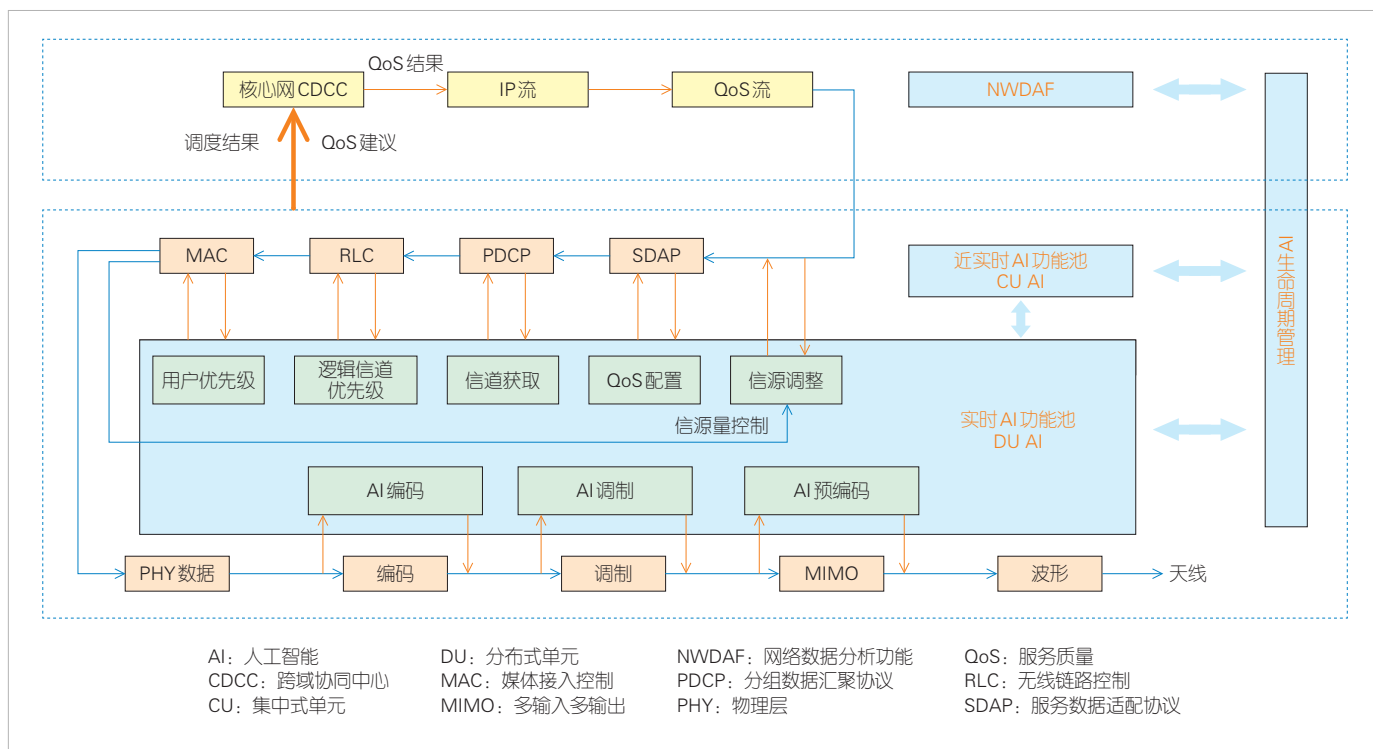 QoS结果
核心网CDCC
IP流
QoS流
NWDAF
调度结果
QoS建议
MAC
RLC
PDCP
SDAP
近实时AI功能池
CU AI
AI生命周期管理
用户优先级
逻辑信道
优先级
信道获取
QoS配置
信源调整
信源量控制
实时AI功能池
DU AI
AI编码
AI调制
AI预编码
PHY数据
编码
调制
MIMO
波形
天线
AI：人工智能
DU：分布式单元
NWDAF：网络数据分析功能
QoS：服务质量
CDCC：跨域协同中心
MAC：媒体接入控制
PDCP：分组数据汇聚协议
RLC：无线链路控制
CU：集中式单元
MIMO：多输入多输出
PHY：物理层
SDAP：服务数据适配协议